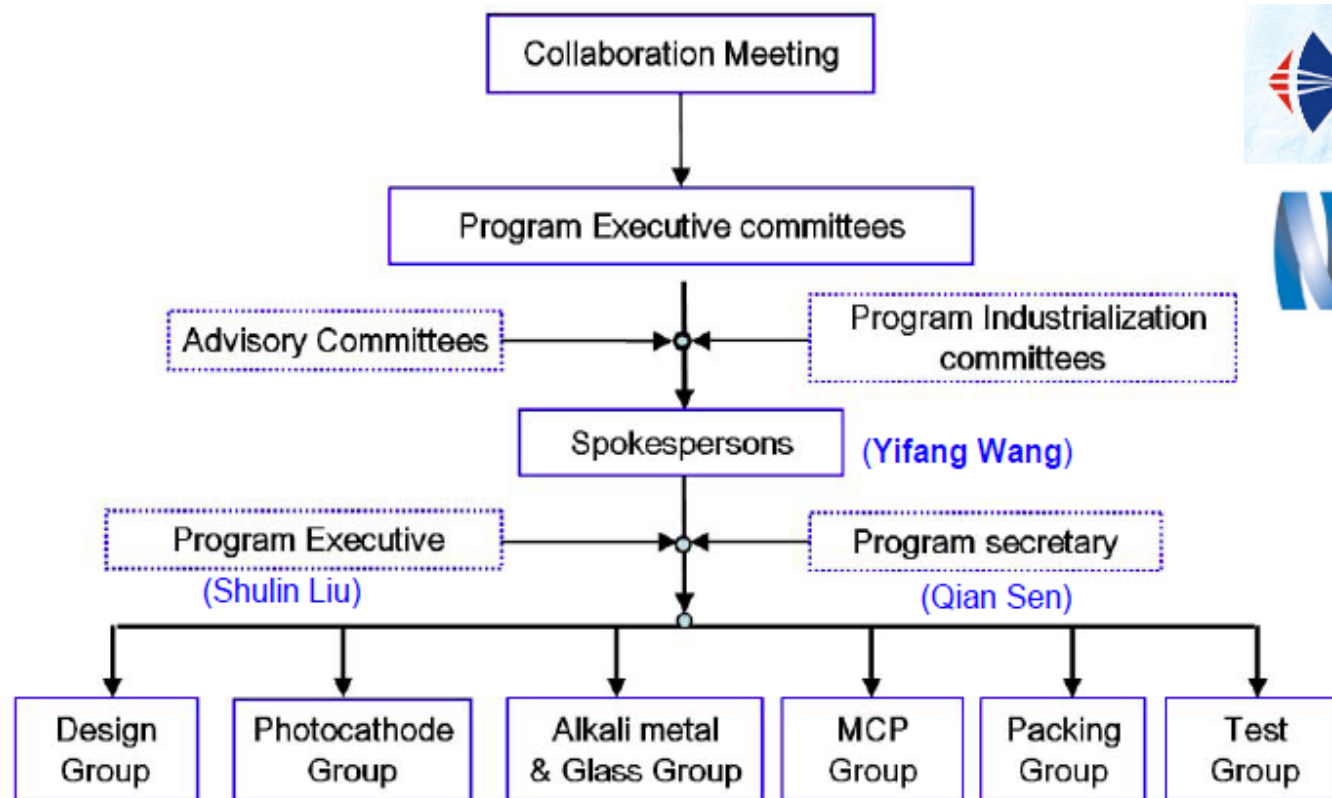 Collaboration Meeting
Program Executive committees
Advisory Committees
Program Industrialization
committees
Spokespersons
(Yifang Wang)
Program Executive
(Shulin Liu)
Program secretary
(Qian Sen)
Design
Group
Photocathode
Group
Alkali metal
& Glass Group
MCP
Group
Packing
Group
Test
Group